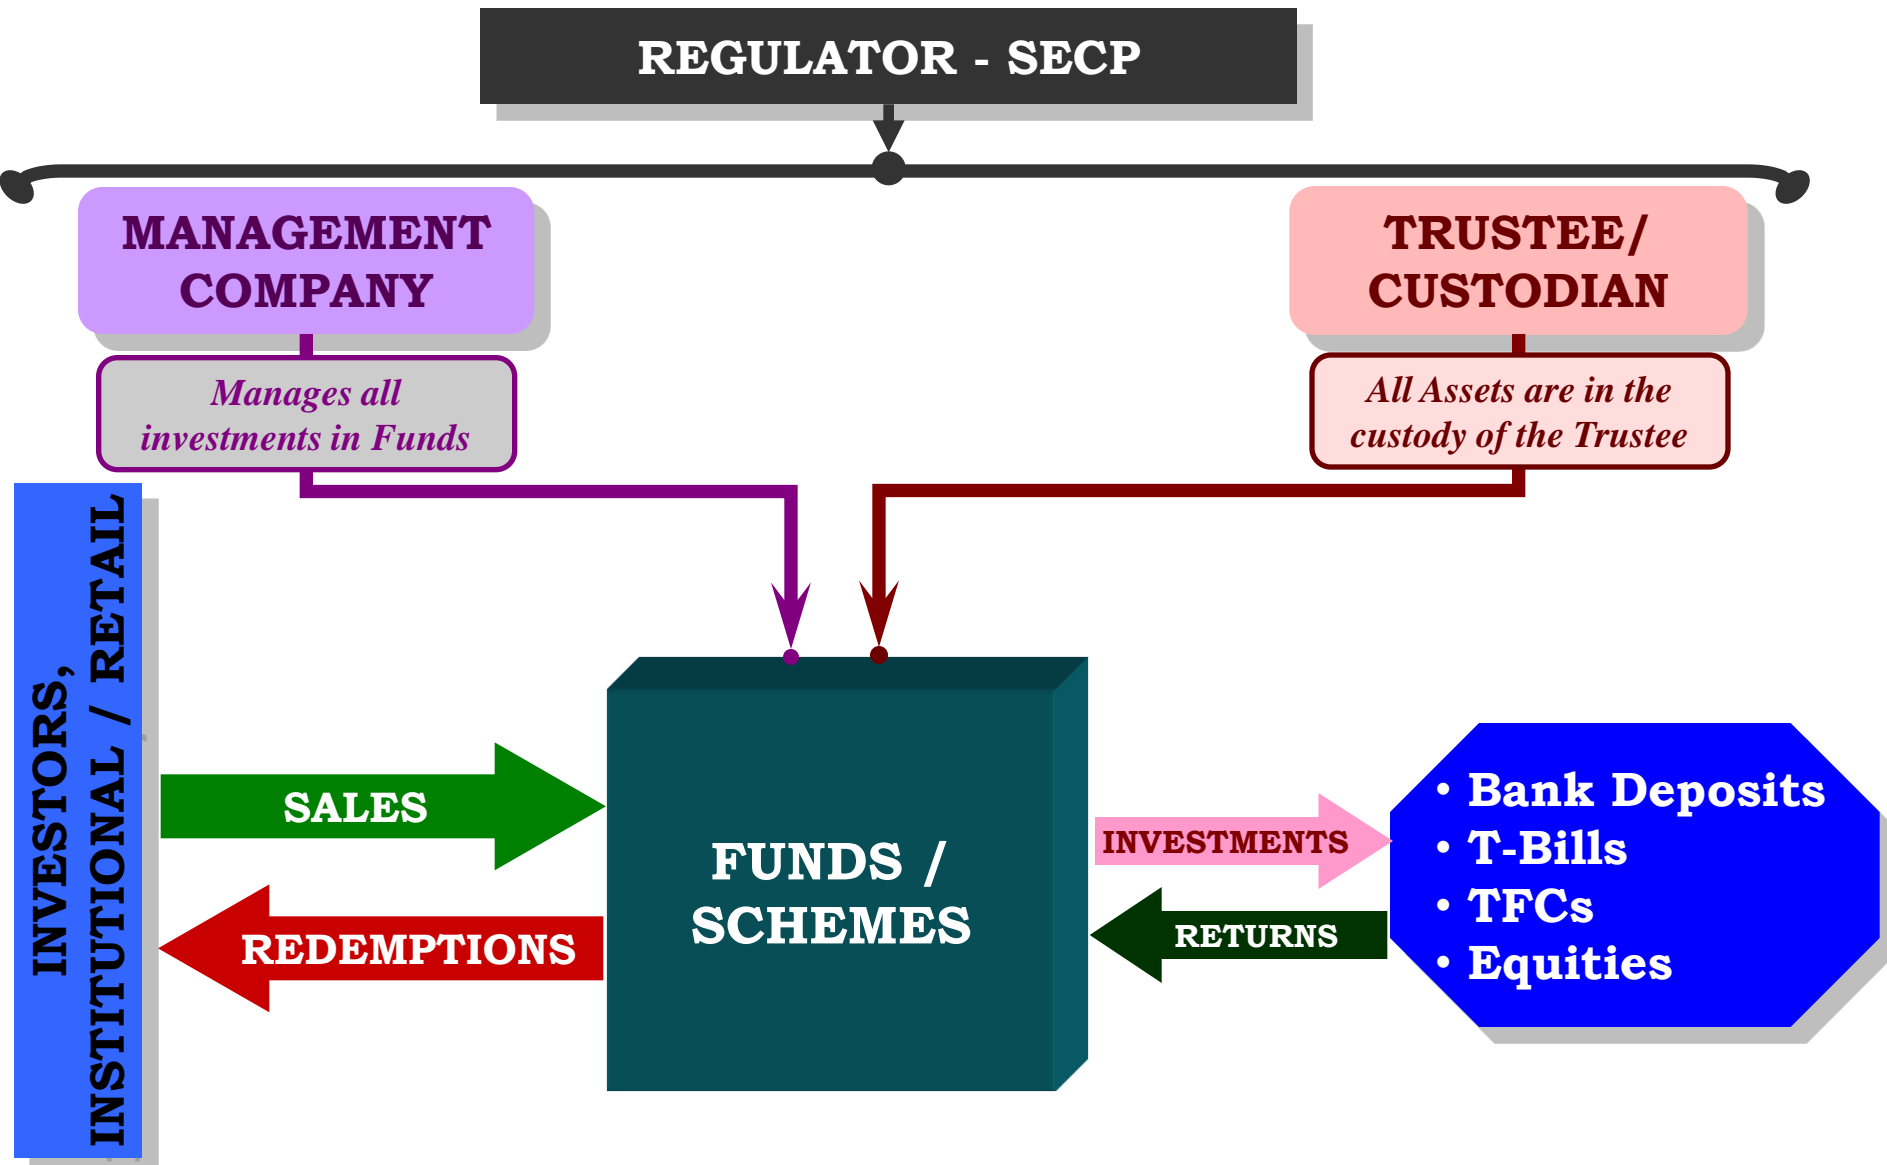 REGULATOR - SECP
MANAGEMENT
COMPANY
TRUSTEE/
CUSTODIAN
Manages all
investments in Funds
All Assets are in the
custody of the Trustee
INVESTORS,
INSTITUTIONAL / RETAIL
SALES
REDEMPTIONS
FUNDS /
SCHEMES
INVESTMENTS
RETURNS
• Bank Deposits
• T-Bills
• TFCs
• Equities